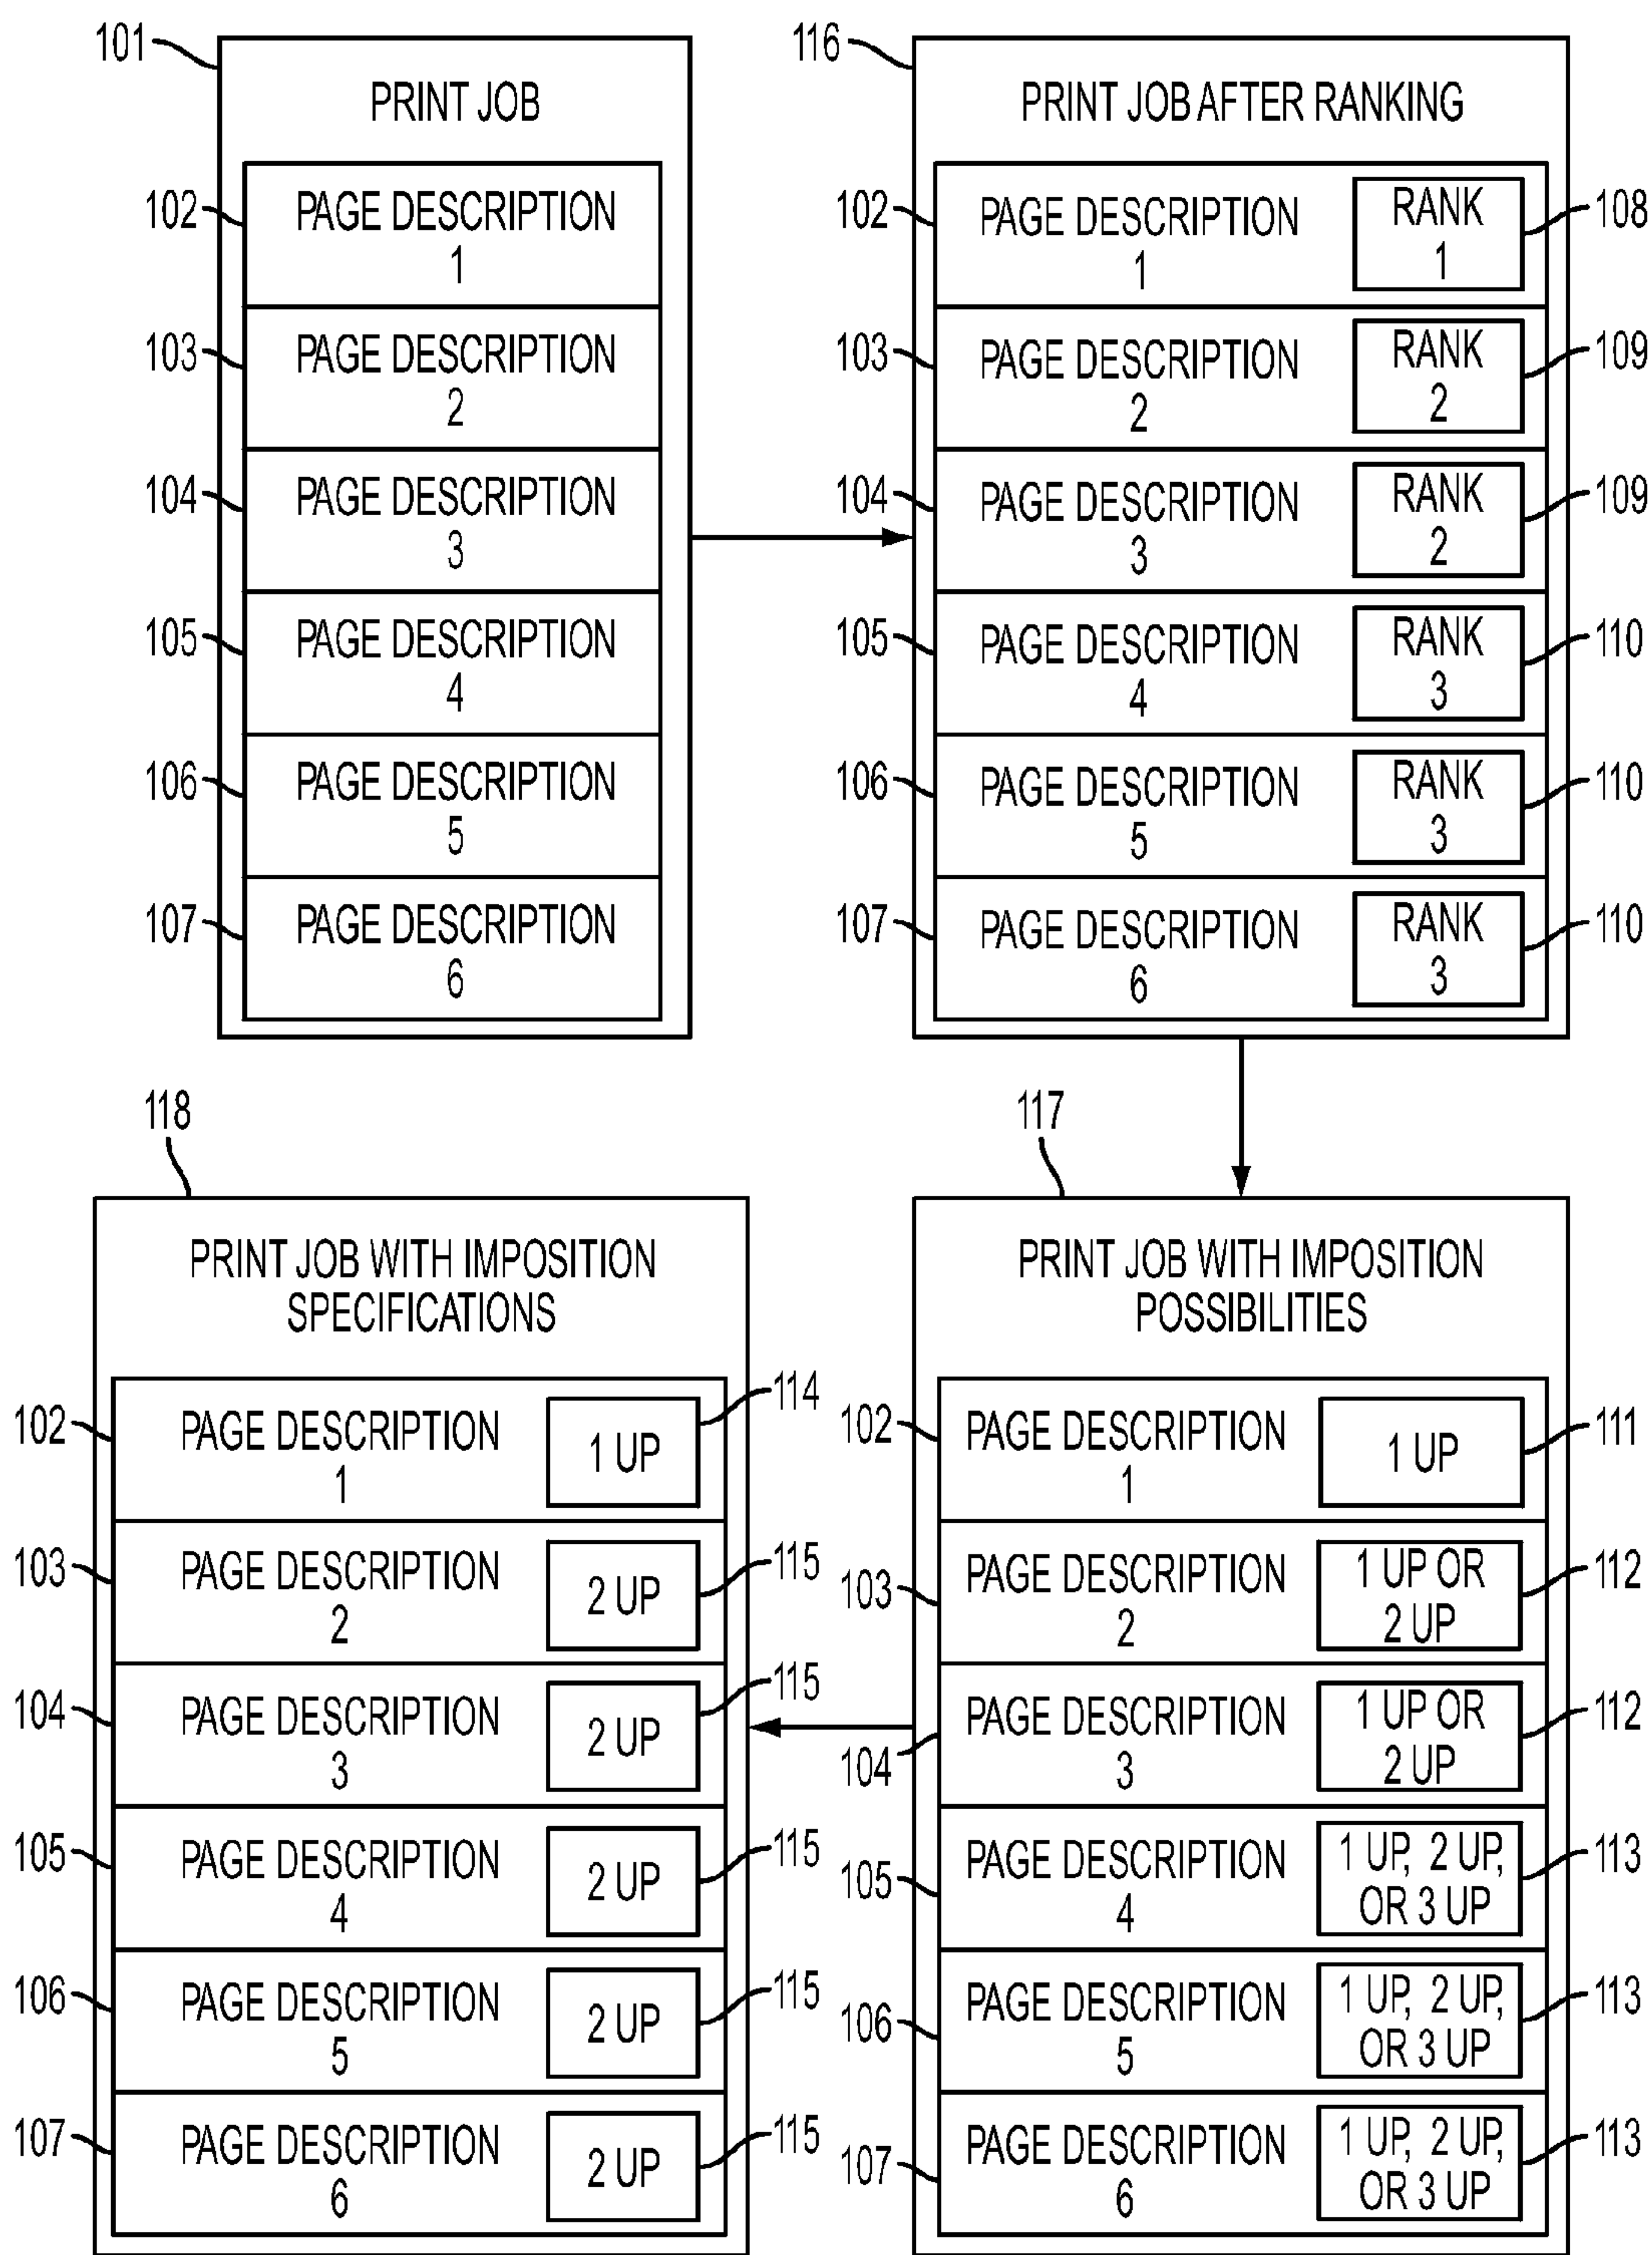 101
PRINT JOB
102
PAGE DESCRIPTION
1
103
PAGE DESCRIPTION
2
104
PAGE DESCRIPTION
3
105
PAGE DESCRIPTION
4
106
PAGE DESCRIPTION
5
107
PAGE DESCRIPTION
6
116
PRINT JOB AFTER RANKING
102
PAGE DESCRIPTION
1
RANK
1
108
103
PAGE DESCRIPTION
2
RANK
2
109
104
PAGE DESCRIPTION
3
RANK
2
109
105
PAGE DESCRIPTION
4
RANK
3
110
106
PAGE DESCRIPTION
5
RANK
3
110
107
PAGE DESCRIPTION
6
RANK
3
110
118
PRINT JOB WITH IMPOSITION
SPECIFICATIONS
102
PAGE DESCRIPTION
1
1 UP
114
103
PAGE DESCRIPTION
2
2 UP
115
104
PAGE DESCRIPTION
3
2 UP
115
105
PAGE DESCRIPTION
4
2 UP
115
106
PAGE DESCRIPTION
5
2 UP
115
107
PAGE DESCRIPTION
6
2 UP
115
117
PRINT JOB WITH IMPOSITION
POSSIBILITIES
102
PAGE DESCRIPTION
1
1 UP
111
103
PAGE DESCRIPTION
2
1 UP OR
2 UP
112
104
PAGE DESCRIPTION
3
1 UP OR
2 UP
112
105
PAGE DESCRIPTION
4
1 UP, 2 UP,
OR 3 UP
113
106
PAGE DESCRIPTION
5
1 UP, 2 UP,
OR 3 UP
113
107
PAGE DESCRIPTION
6
1 UP, 2 UP,
OR 3 UP
113